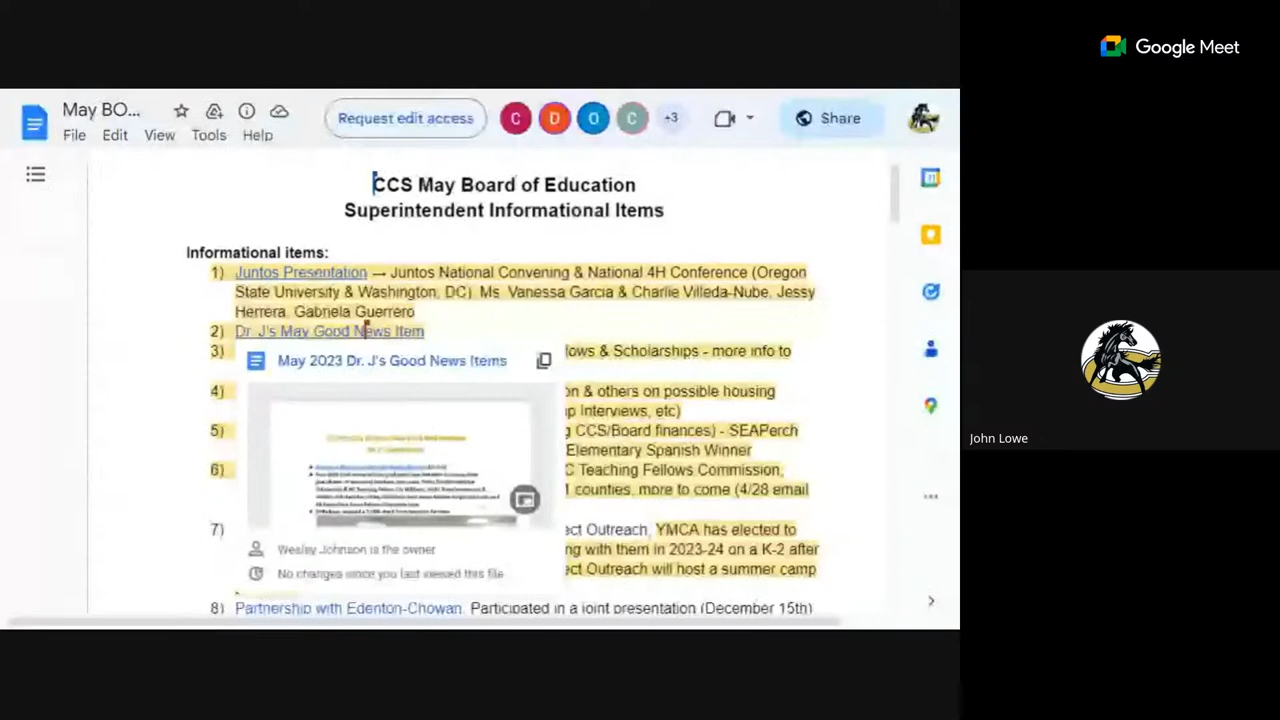 Google Meet
May BO...
Request edit access
C D O C +3
Share
File Edit View Tools Help
CCS May Board of Education
Superintendent Informational Items
Informational items:
1) Juntos Presentation → Juntos National Convening & National 4H Conference (Oregon
State University & Washington, DC) Ms. Vanessa Garcia & Charlie Villeda-Nube, Jessy
Herrera, Gabriela Guerrero
2) Dr. J's May Good News Item
3) lows & Scholarships - more info to
May 2023 Dr. J's Good News Items
4) n & others on possible housing
p Interviews, etc)
5) g CCS/Board finances) - SEAPerch
Elementary Spanish Winner
6) C Teaching Fellows Commission,
1 counties, more to come (4/28 email
7) ect Outreach, YMCA has elected to
Wesley Johnson is the owner
ng with them in 2023-24 on a K-2 after
No changes since you last viewed this file
ect Outreach will host a summer camp
8) Partnership with Edenton-Chowan. Participated in a joint presentation (December 15th)
John Lowe